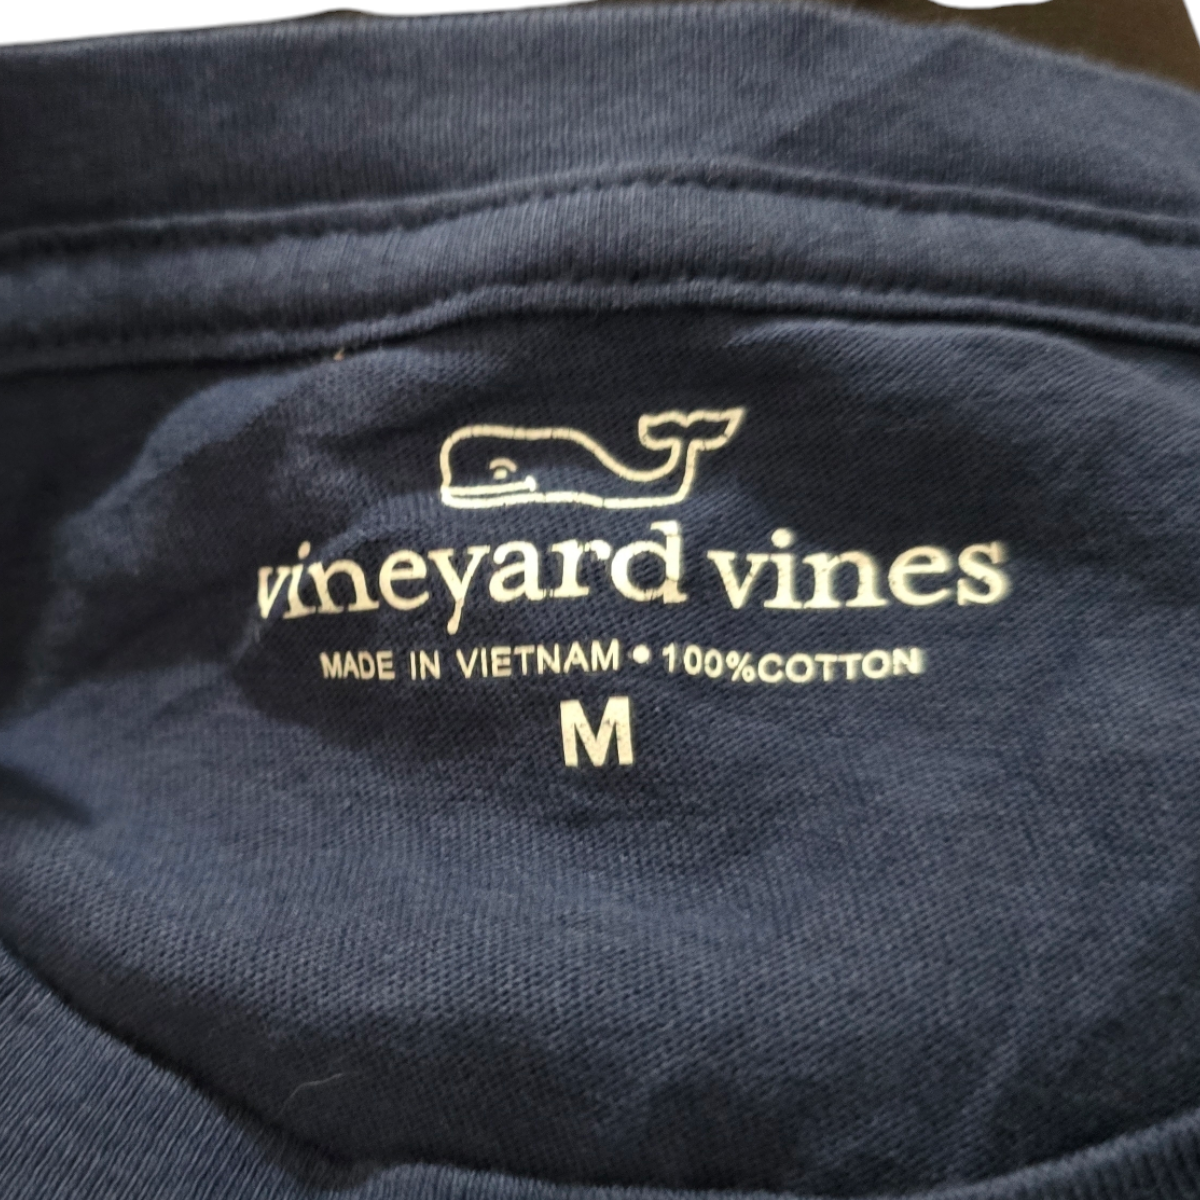 vineyard vines
MADE IN VIETNAM • 100%COTTON
M